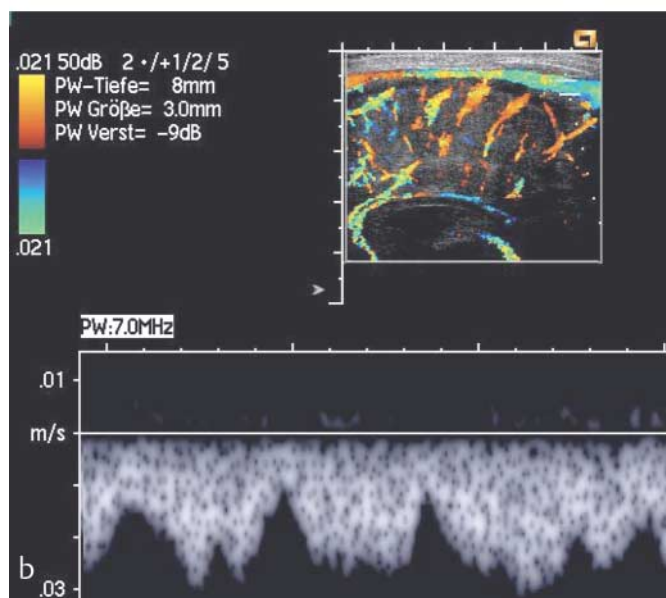 .021 50dB 2 •/+1/2/ 5
PW-Tiefe= 8mm
PW Größe= 3.0mm
PW Verst= -9dB
.021
PW:7.0MHz
.01
m/s
b
.03